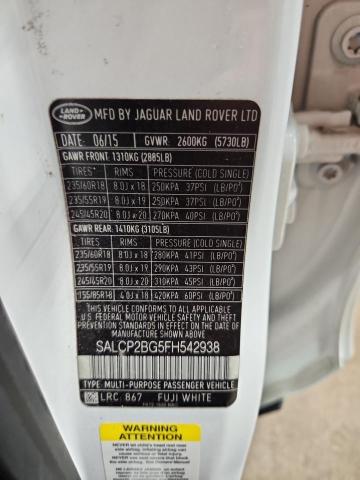 LAND ROVER
MFD BY JAGUAR LAND ROVER LTD
DATE: 06/15 GVWR: 2600KG (5730LB)
GAWR FRONT: 1310KG (2885LB)
TIRES* RIMS PRESSURE (COLD SINGLE)
235/60R18 8.0J x 18 250KPA 37PSI (LB/PO²)
235/55R19 8.0J x 19 250KPA 37PSI (LB/PO²)
245/45R20 8.0J x 20 270KPA 40PSI (LB/PO²)
GAWR REAR: 1410KG (3105LB)
TIRES* RIMS PRESSURE (COLD SINGLE)
235/60R18 8.0J x 18 280KPA 41PSI (LB/PO²)
235/55R19 8.0J x 19 290KPA 43PSI (LB/PO²)
245/45R20 8.0J x 20 290KPA 43PSI (LB/PO²)
155/85R18 4.0J x 18 420KPA 60PSI (LB/PO²)
THIS VEHICLE CONFORMS TO ALL APPLICABLE
FEDERAL MOTOR VEHICLE SAFETY, BUMPER, AND
THEFT PREVENTION STANDARDS IN EFFECT ON THE
DATE OF MANUFACTURE SHOWN ABOVE
SALCP2BG5FH542938
TYPE: MULTI-PURPOSE PASSENGER VEHICLE
LRC: 867 FUJI WHITE
WARNING
ATTENTION